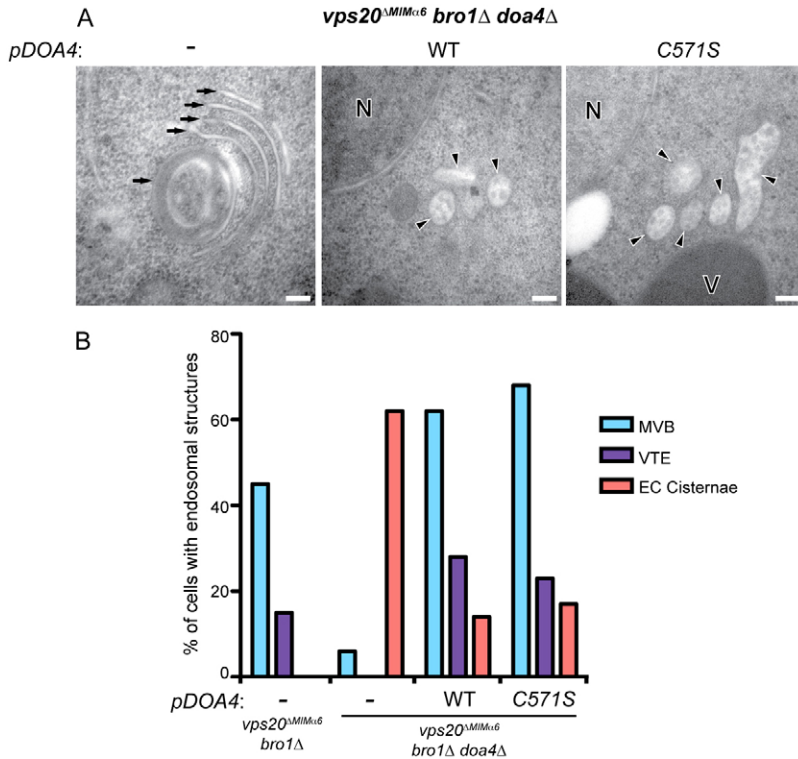 A
vps20ΔMIMα6 bro1Δ doa4Δ
pDOA4: - WT C571S
N
N
V
B
80
60
40
20
0
% of cells with endosomal structures
MVB
VTE
EC Cisternae
pDOA4: - - WT C571S
vps20ΔMIMα6
bro1Δ
vps20ΔMIMα6
bro1Δ doa4Δ